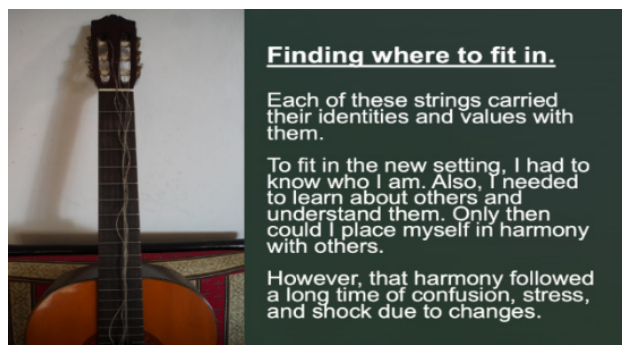 Finding where to fit in.
Each of these strings carried
their identities and values with
them.
To fit in the new setting, I had to
know who I am. Also, I needed
to learn about others and
understand them. Only then
could I place myself in harmony
with others.
However, that harmony followed
a long time of confusion, stress,
and shock due to changes.